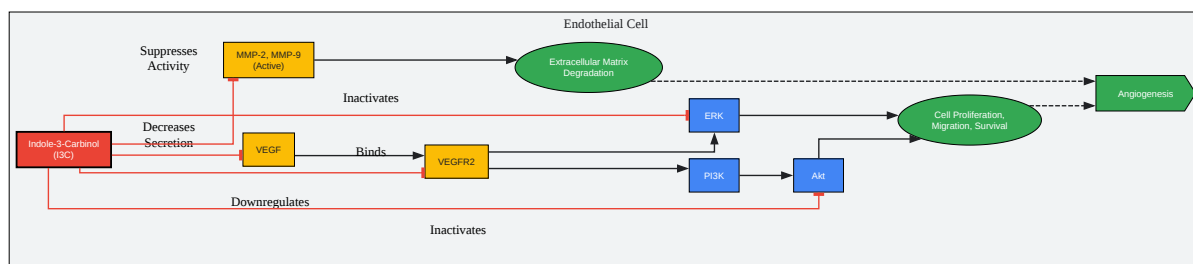 Endothelial Cell
Suppresses
Activity
MMP-2, MMP-9
(Active)
Extracellular Matrix
Degradation
Angiogenesis
Inactivates
ERK
Cell Proliferation,
Migration, Survival
Indole-3-Carbinol
(I3C)
Decreases
Secretion
VEGF
Binds
VEGFR2
PI3K
Akt
Downregulates
Inactivates